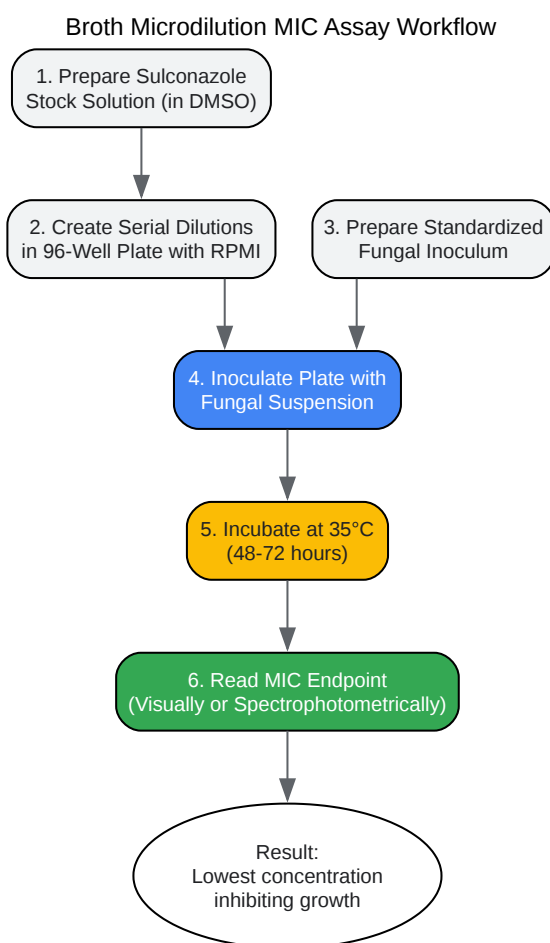 Broth Microdilution MIC Assay Workflow
1. Prepare Sulconazole
Stock Solution (in DMSO)
2. Create Serial Dilutions
in 96-Well Plate with RPMI
3. Prepare Standardized
Fungal Inoculum
4. Inoculate Plate with
Fungal Suspension
5. Incubate at 35°C
(48-72 hours)
6. Read MIC Endpoint
(Visually or Spectrophotometrically)
Result:
Lowest concentration
inhibiting growth